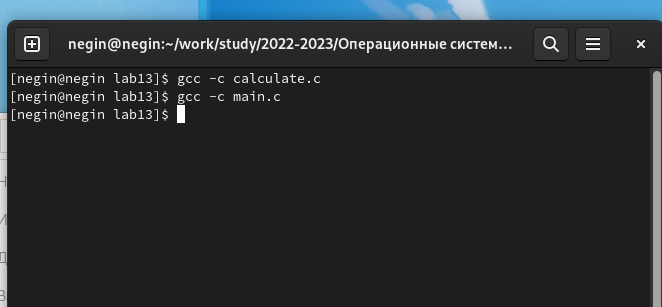 negin@negin:~/work/study/2022-2023/Операционные систем...
[negin@negin lab13]$ gcc -c calculate.c
[negin@negin lab13]$ gcc -c main.c
[negin@negin lab13]$